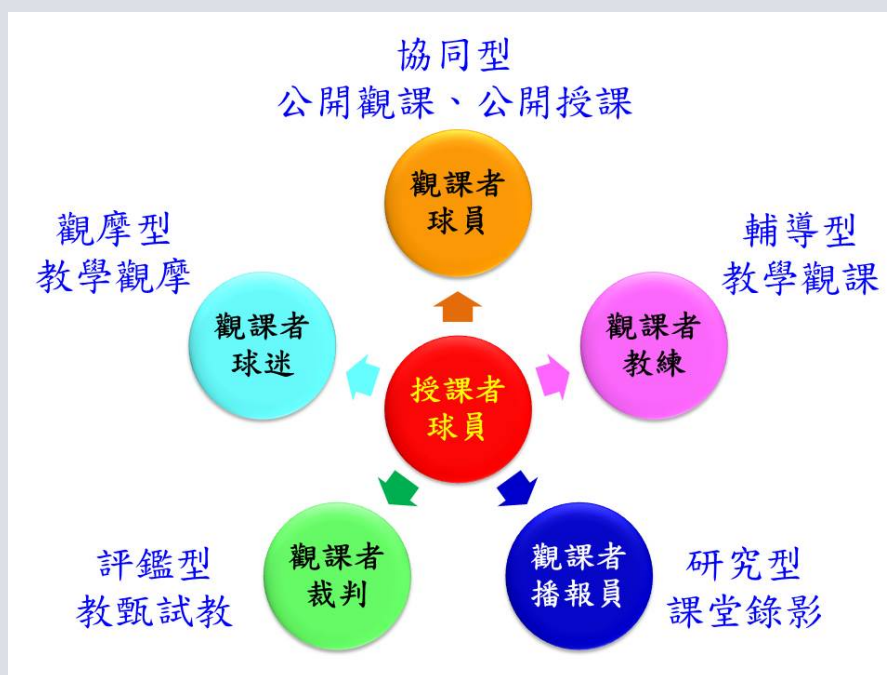 協同型
公開觀課、公開授課
觀課者
球員
觀摩型
教學觀摩
觀課者
球迷
輔導型
教學觀課
觀課者
教練
授課者
球員
評鑑型
教甄試教
觀課者
裁判
觀課者
播報員
研究型
課堂錄影